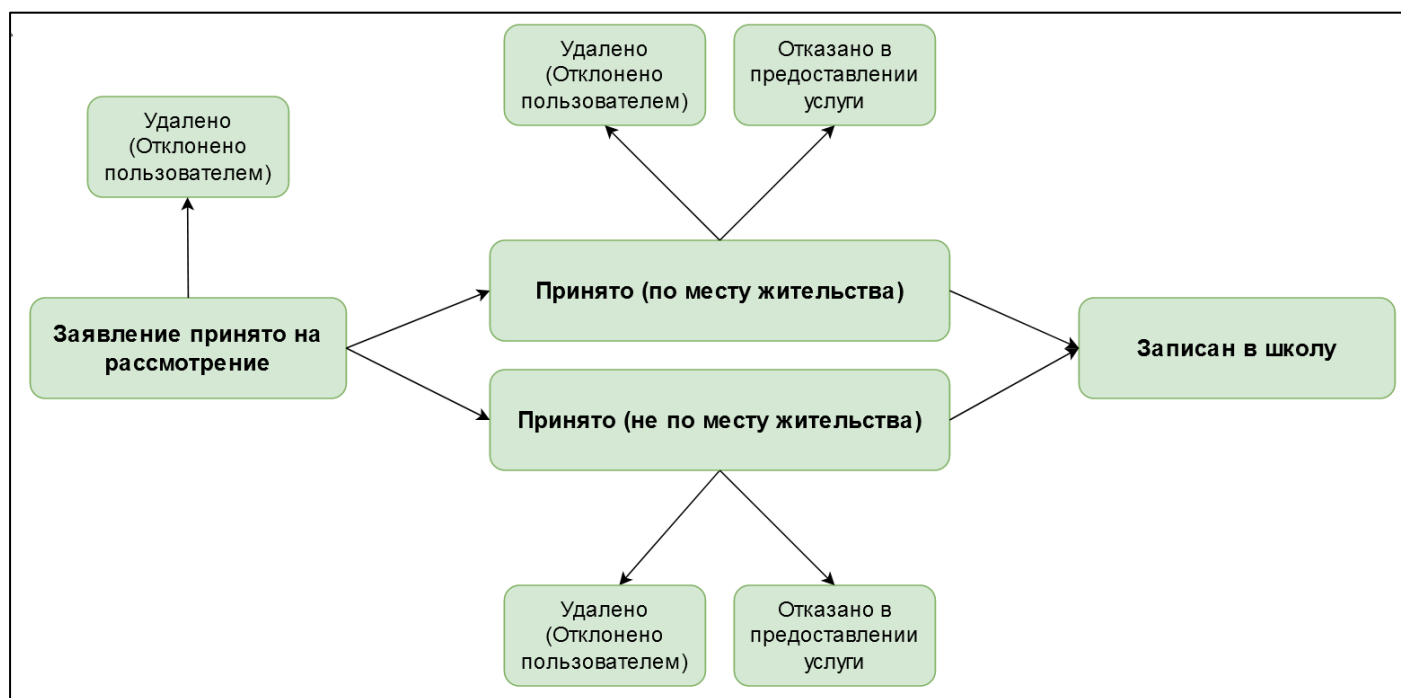 Удалено
(Отклонено
пользователем)
Отказано в
предоставлении
услуги
Удалено
(Отклонено
пользователем)
Принято (по месту жительства)
Заявление принято на
рассмотрение
Записан в школу
Принято (не по месту жительства)
Удалено
(Отклонено
пользователем)
Отказано в
предоставлении
услуги